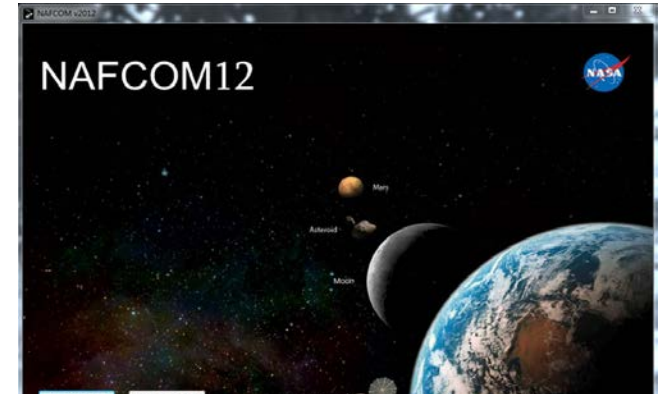 NAFCOM v2012
NAFCOM12
NASA
Mars
Asteroid
Moon